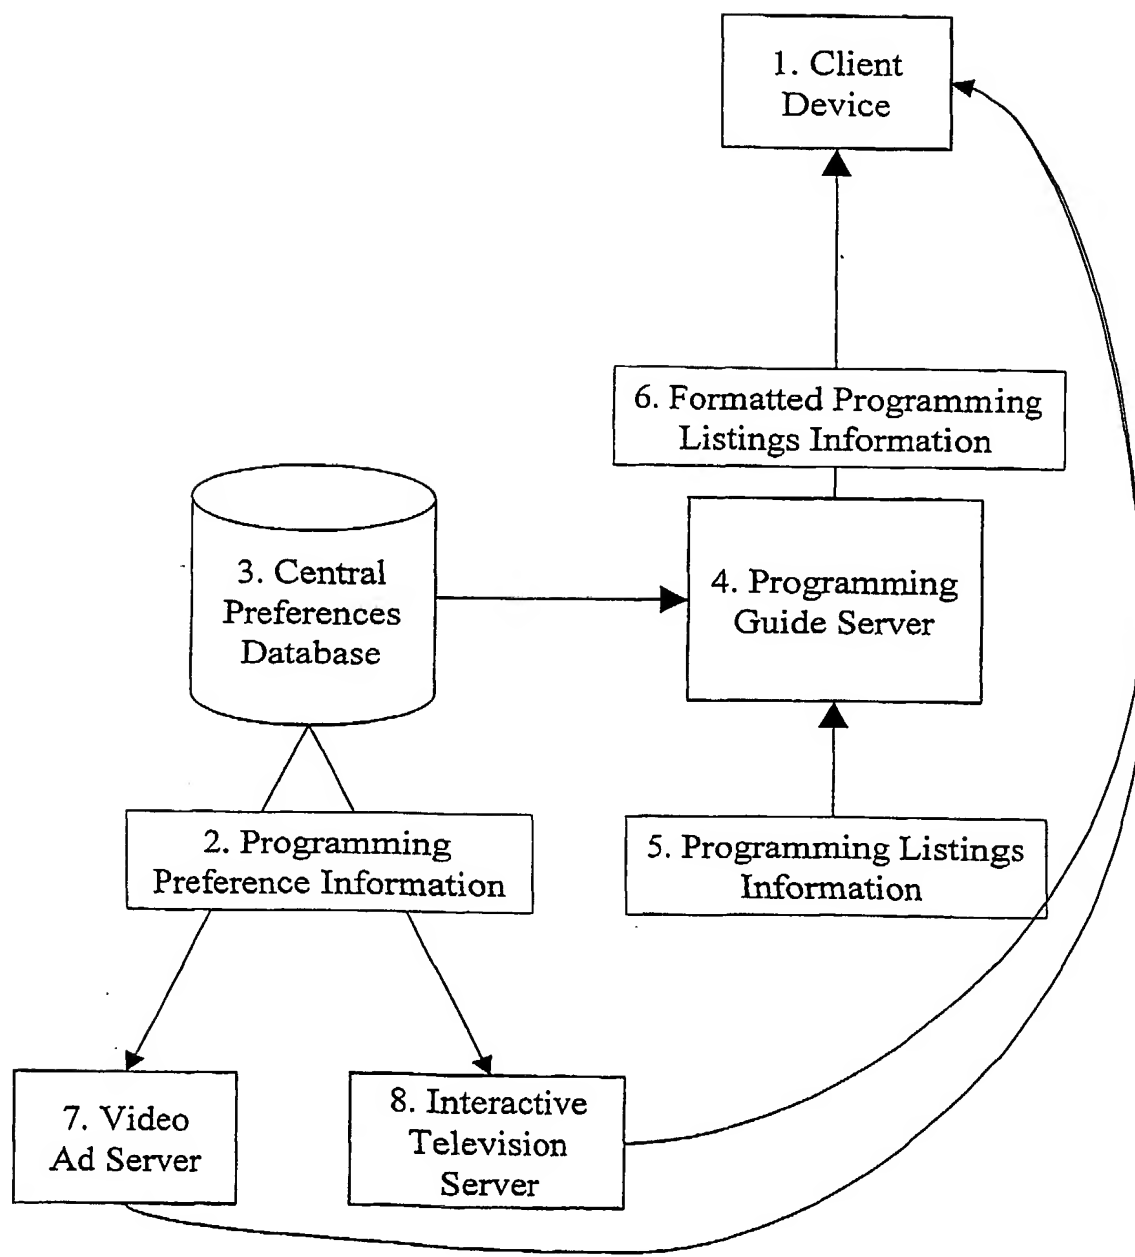 1. Client
Device
6. Formatted Programming
Listings Information
3. Central
Preferences
Database
4. Programming
Guide Server
2. Programming
Preference Information
5. Programming Listings
Information
7. Video
Ad Server
8. Interactive
Television
Server